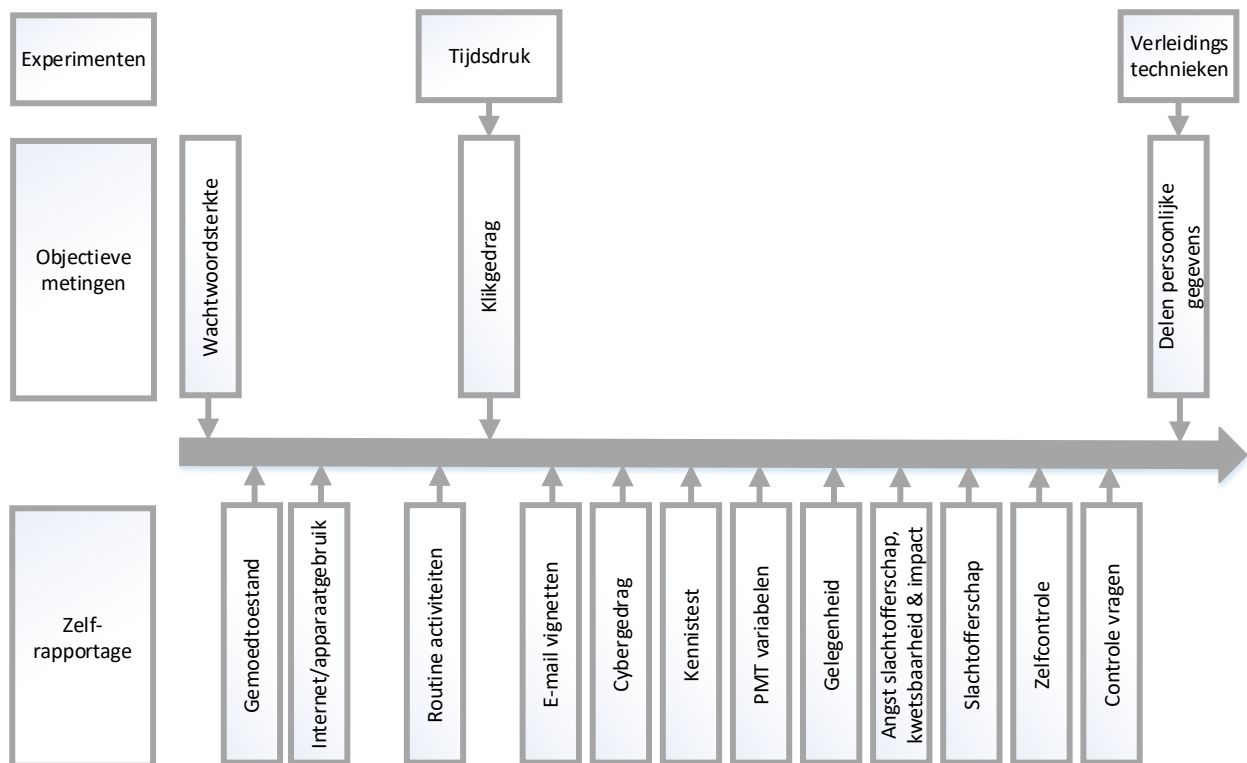 Experimenten
Tijdsdruk
Verleidings
technieken
Objectieve
metingen
Wachtwoordsterkte
Klikgedrag
Delen persoonlijke
gegevens
Zelf-
rapportage
Gemoedtoestand
Internet/apparaatgebruik
Routine activiteiten
E-mail vignetten
Cybergedrag
Kennistest
PMT variabelen
Gelegenheid
Angst slachtofferschap,
kwetsbaarheid & impact
Slachtofferschap
Zelfcontrole
Controle vragen